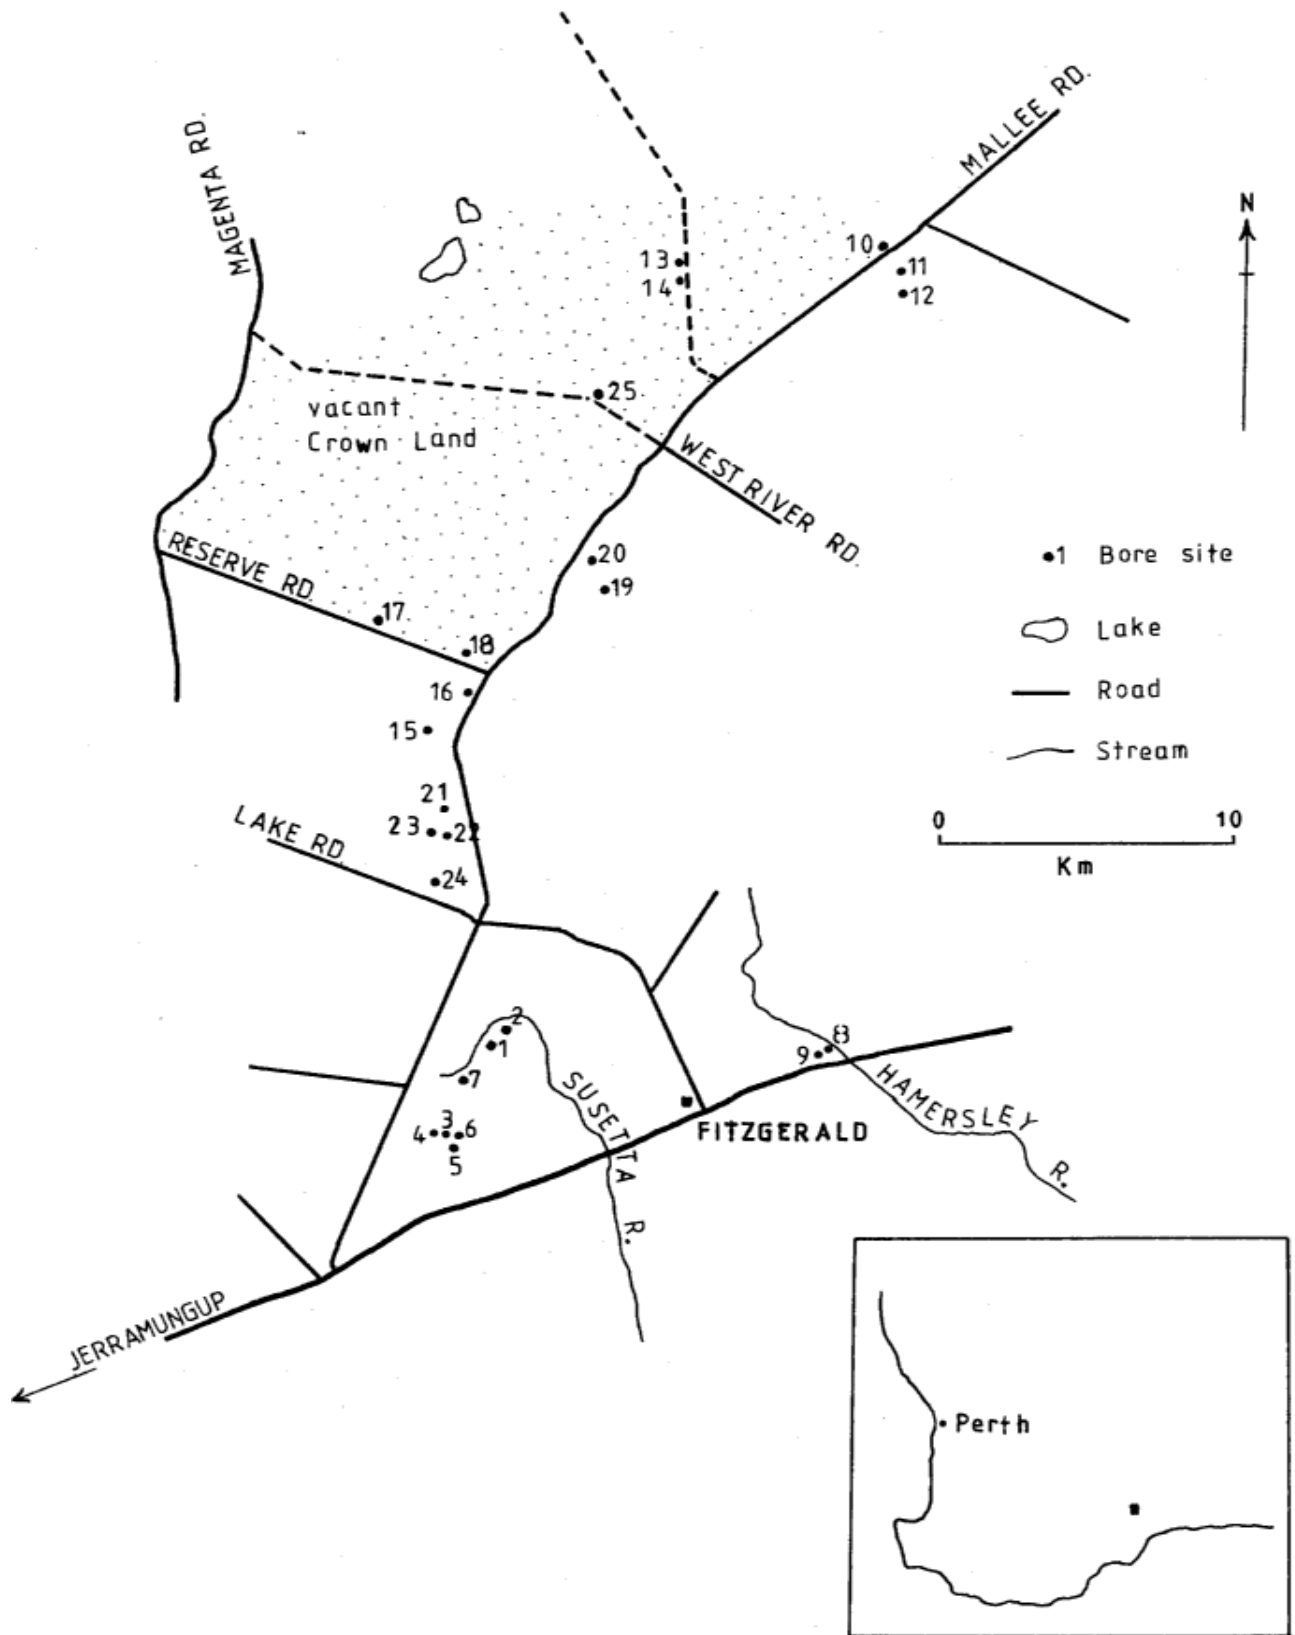 MALLEE RD.
MAGENTA RD.
N
10
13
11
14
12
25
vacant
Crown Land
WEST RIVER RD.
RESERVE RD.
20
•1 Bore site
19
17
Lake
18
16
Road
15
Stream
21
23
22
LAKE RD.
0
10
Km
24
2
8
1
9
7
SUSETTA R.
HAMERSLEY R.
FITZGERALD
4
3
6
5
JERRAMUNGUP
Perth